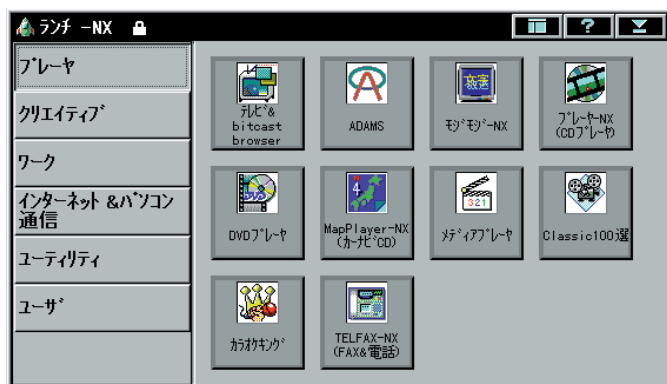 ランチ -NX
?
プレーヤ
クリエイティブ
ワーク
インターネット &パソコン
通信
ユーティリティ
ユーザ
テレビ&
bitcast
browser
ADAMS
モジモジ-NX
プレーヤ-NX
(CDプレーヤ)
DVDプレーヤ
MapPlayer-NX
(カーナビCD)
メディアプレーヤ
Classic100選
カラオケキング
TELFAX-NX
(FAX&電話)
DVD
4
321